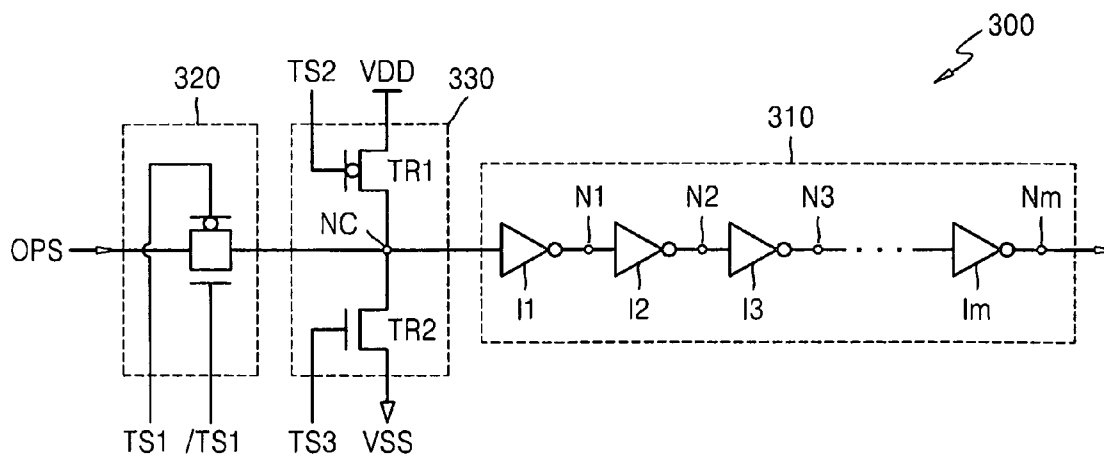 300
320
TS2 VDD 330
310
TR1
NC
N1 N2 N3 Nm
OPS
I1 I2 I3 Im
TR2
TS1 /TS1 TS3 VSS